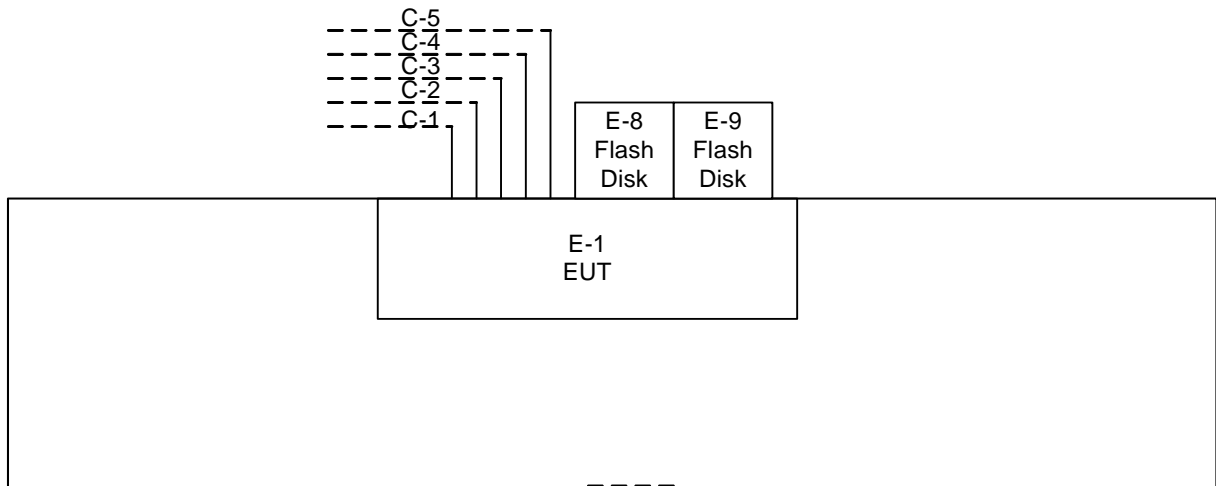 C-5
C-4
C-3
C-2
C-1
E-8
Flash
Disk
E-9
Flash
Disk
E-1
EUT